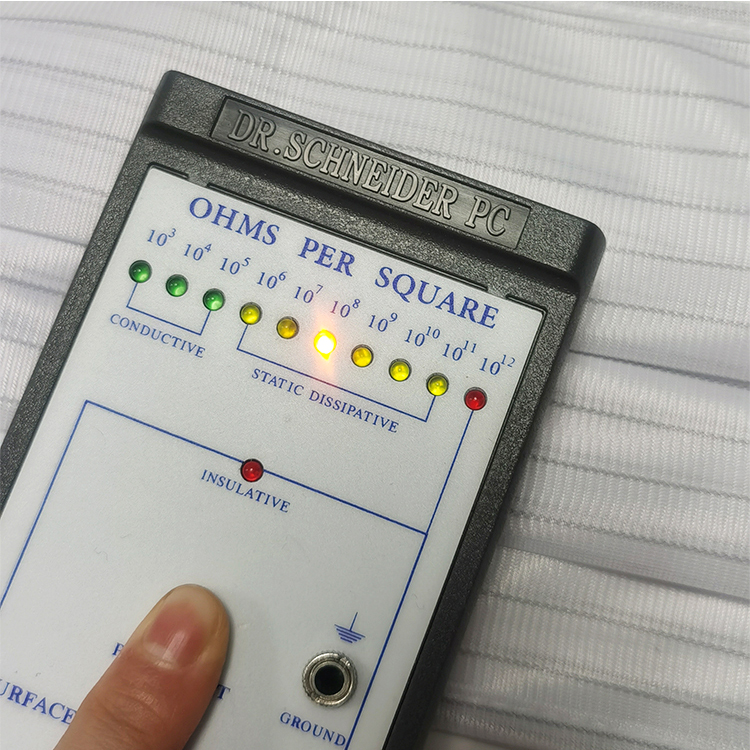 DR.SCHNEIDER PC
OHMS PER SQUARE
10³ 10⁴ 10⁵ 10⁶ 10⁷ 10⁸ 10⁹ 10¹⁰ 10¹¹ 10¹²
CONDUCTIVE
STATIC DISSIPATIVE
INSULATIVE
GROUND